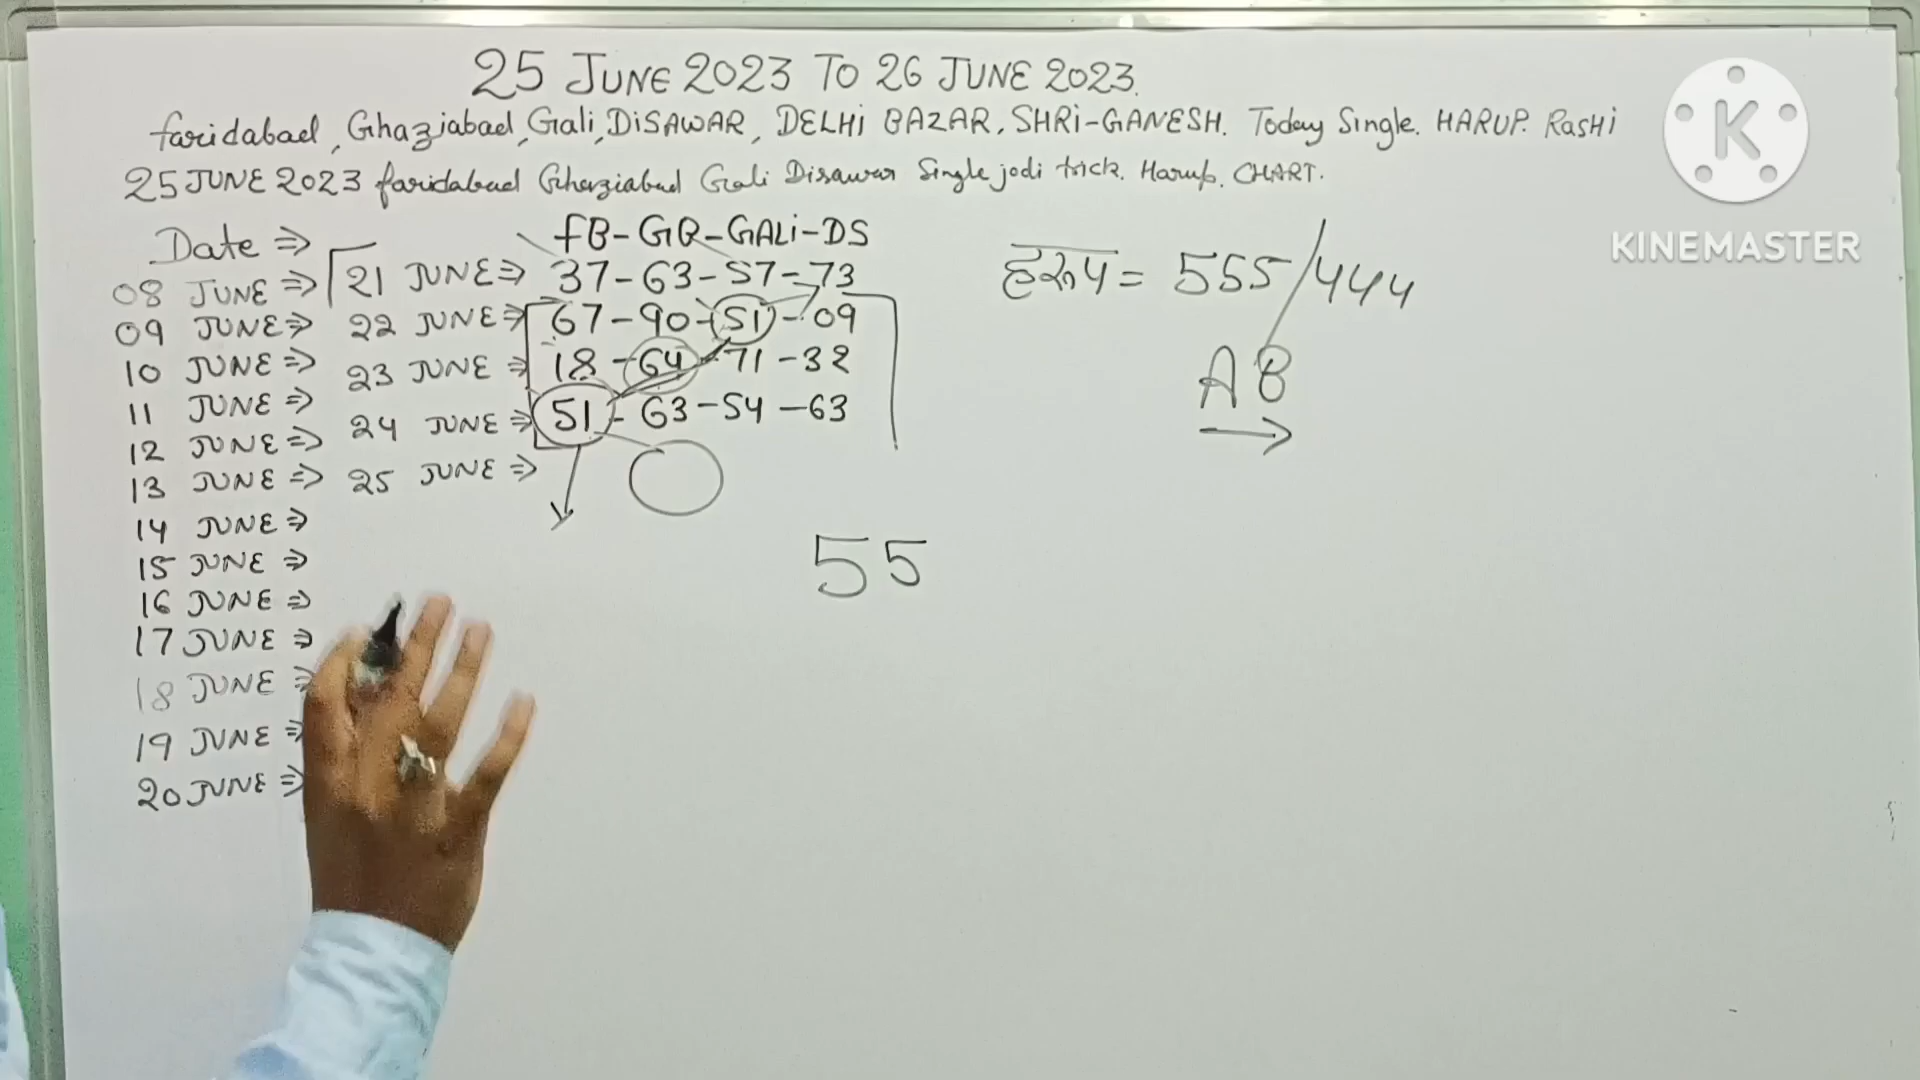 25 JUNE 2023 TO 26 JUNE 2023.
faridabad, Ghaziabad, Gali, DISAWAR, DELHI BAZAR, SHRI-GANESH. Today Single. HARUP. RASHI
25 JUNE 2023 faridabad Ghaziabad Gali Disawar Single jodi trick. Harup. CHART.
K
KINEMASTER
Date ⇒ FB-GB-GALI-DS
08 JUNE ⇒ 21 JUNE ⇒ 37-63-57-73
09 JUNE ⇒ 22 JUNE ⇒ 67-90-51-09
10 JUNE ⇒ 23 JUNE ⇒ 18-64-71-32
11 JUNE ⇒ 24 JUNE ⇒ 51-63-54-63
12 JUNE ⇒ 25 JUNE ⇒
13 JUNE ⇒
14 JUNE ⇒
15 JUNE ⇒
16 JUNE ⇒
17 JUNE ⇒
18 JUNE ⇒
19 JUNE ⇒
20 JUNE ⇒
हरूप = 555/444
AB
55